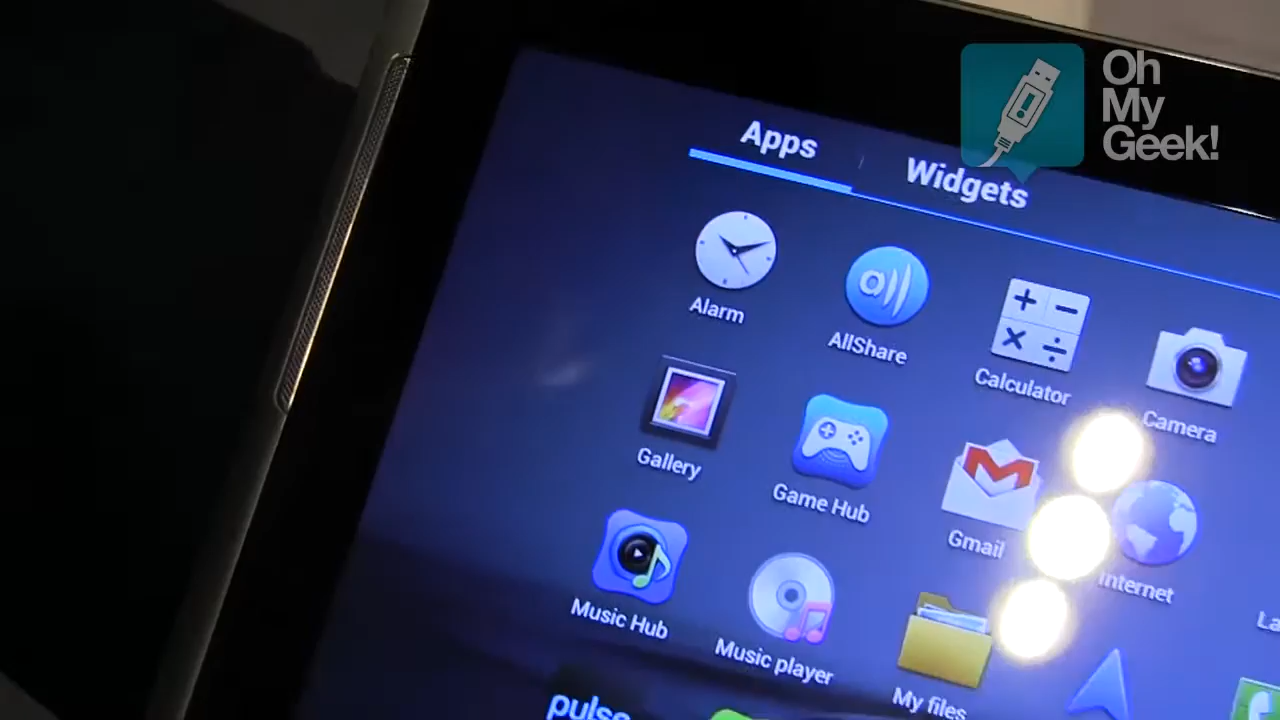 Oh
My
Geek!
Apps
Widgets
Alarm
AllShare
Calculator
Camera
Gallery
Game Hub
Gmail
Internet
Music Hub
Music player
My files
pulse